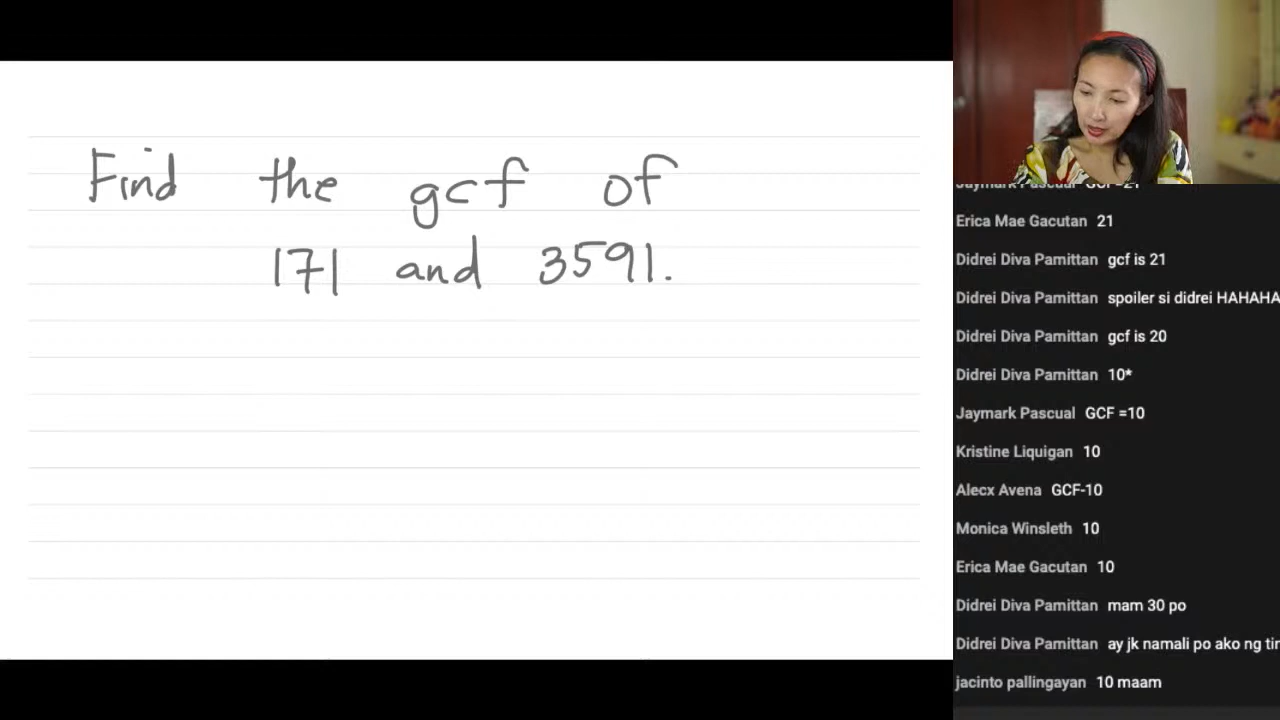 Find the gcf of
171 and 3591.
Erica Mae Gacutan 21
Didrei Diva Pamittan gcf is 21
Didrei Diva Pamittan spoiler si didrei HAHAHA
Didrei Diva Pamittan gcf is 20
Didrei Diva Pamittan 10*
Jaymark Pascual GCF =10
Kristine Liquigan 10
Alecx Avena GCF-10
Monica Winsleth 10
Erica Mae Gacutan 10
Didrei Diva Pamittan mam 30 po
Didrei Diva Pamittan ay jk namali po ako ng
jacinto pallingayan 10 maam